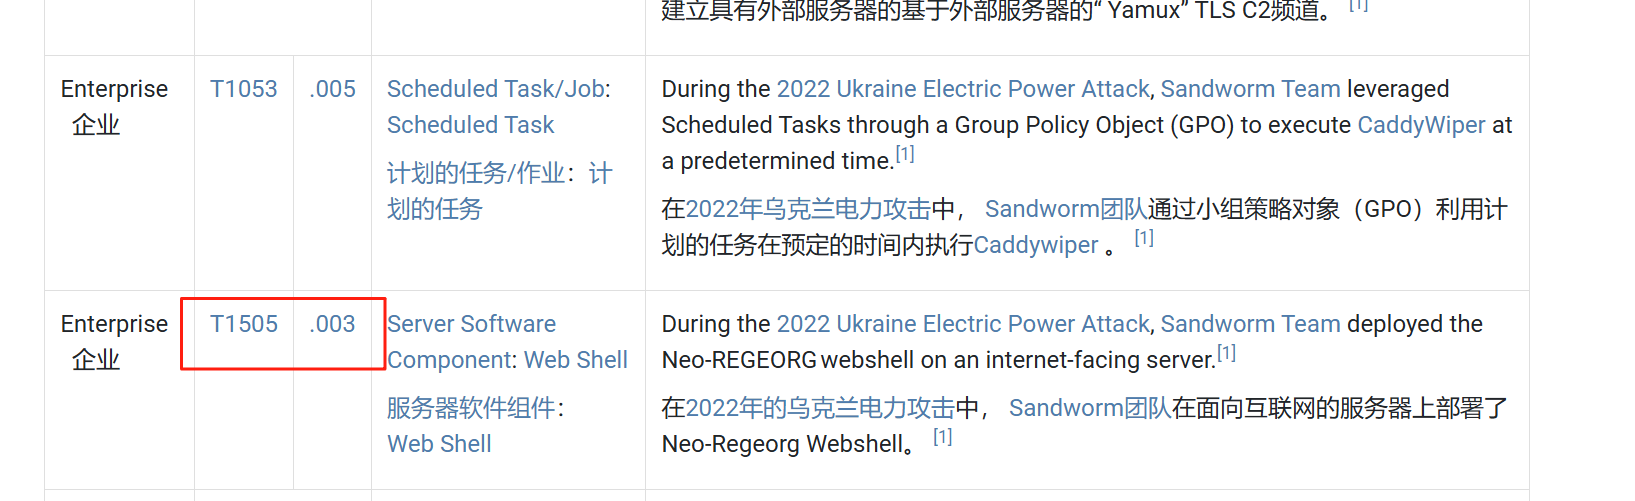 建立具有外部服务器的基于外部服务器的“ Yamux” TLS C2频道。 [1]
Enterprise
企业
T1053
.005
Scheduled Task/Job:
Scheduled Task
计划的任务/作业：计
划的任务
During the 2022 Ukraine Electric Power Attack, Sandworm Team leveraged
Scheduled Tasks through a Group Policy Object (GPO) to execute CaddyWiper at
a predetermined time.[1]
在2022年乌克兰电力攻击中， Sandworm团队通过小组策略对象（GPO）利用计
划的任务在预定的时间内执行Caddywiper 。 [1]
Enterprise
企业
T1505
.003
Server Software
Component: Web Shell
服务器软件组件：
Web Shell
During the 2022 Ukraine Electric Power Attack, Sandworm Team deployed the
Neo-REGEORG webshell on an internet-facing server.[1]
在2022年的乌克兰电力攻击中， Sandworm团队在面向互联网的服务器上部署了
Neo-Regeorg Webshell。 [1]